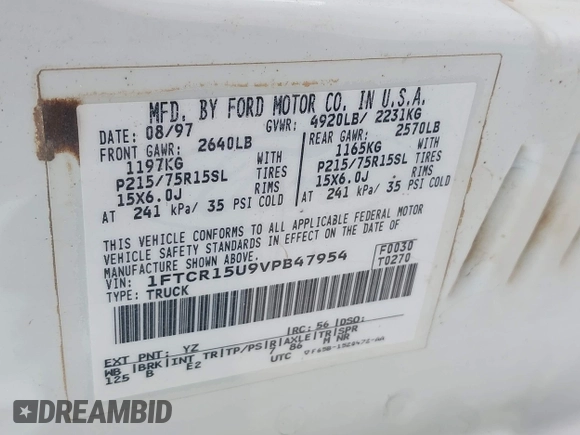 MFD. BY FORD MOTOR CO. IN U.S.A.
DATE: 08/97 GVWR: 4920LB/ 2231KG
FRONT GAWR: 2640LB REAR GAWR: 2570LB
1197KG WITH 1165KG WITH
P215/75R15SL TIRES P215/75R15SL TIRES
15X6.0J RIMS 15X6.0J RIMS
AT 241 kPa/ 35 PSI COLD AT 241 kPa/ 35 PSI COLD
THIS VEHICLE CONFORMS TO ALL APPLICABLE FEDERAL MOTOR
VEHICLE SAFETY STANDARDS IN EFFECT ON THE DATE OF
MANUFACTURE SHOWN ABOVE.
VIN: 1FTCR15U9VPB47954 F0030
TYPE: TRUCK T0270
EXT PNT: YZ RC: 56 DSO:
WB BRK INT TR TP/PS R AXLE TR SPR
125 B E2 7 86 M NR
UTC
DREAMBID